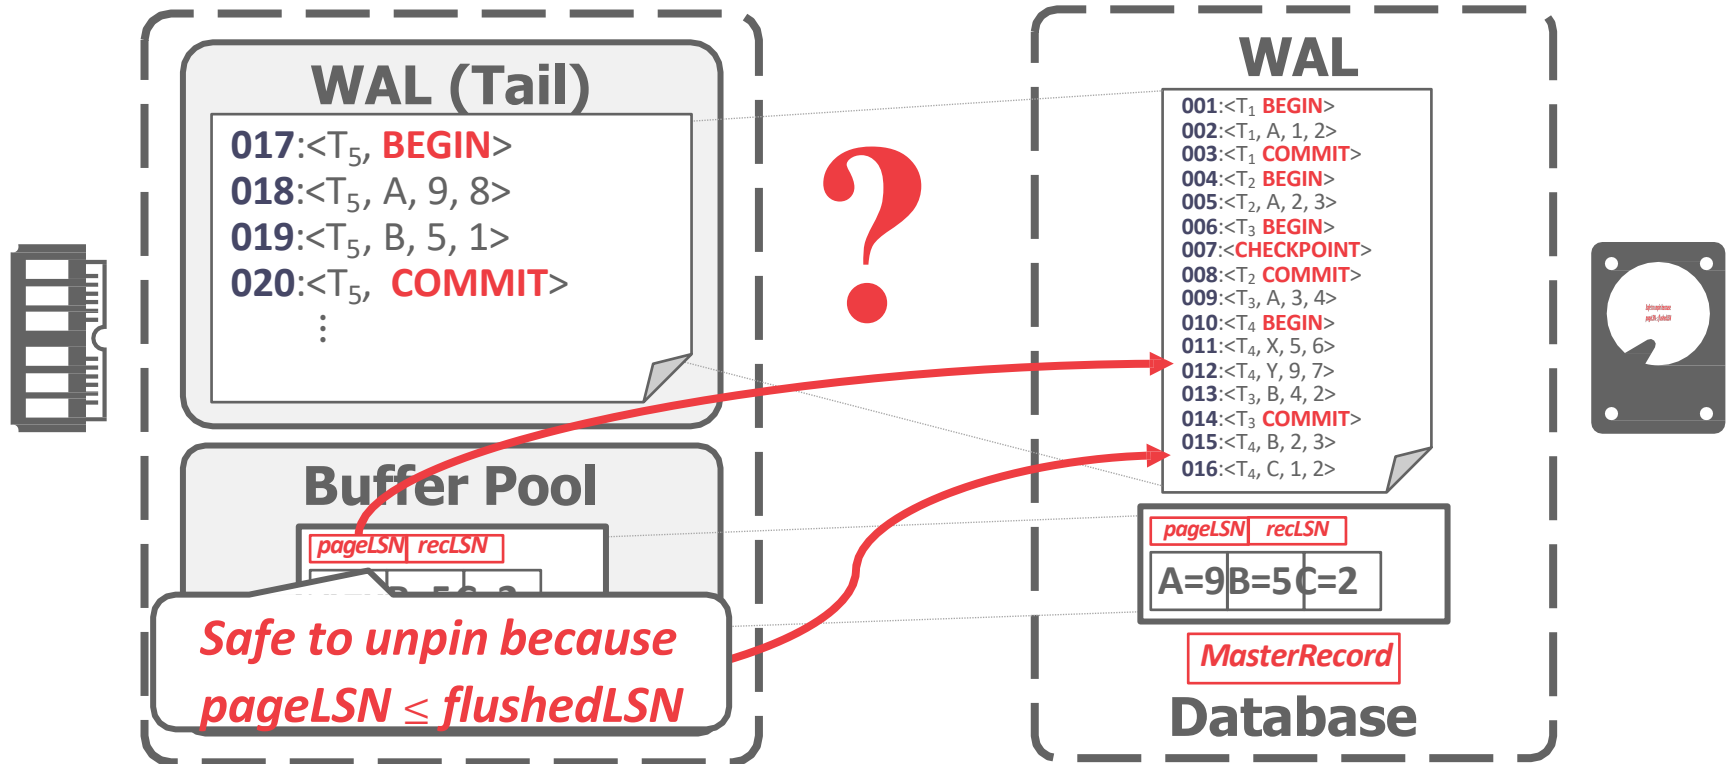 WAL (Tail)
017:<T5, BEGIN>
018:<T5, A, 9, 8>
019:<T5, B, 5, 1>
020:<T5, COMMIT>
⋮
?
Buffer Pool
pageLSN recLSN
Safe to unpin because
pageLSN ≤ flushedLSN
WAL
001:<T1 BEGIN>
002:<T1, A, 1, 2>
003:<T1 COMMIT>
004:<T2 BEGIN>
005:<T2, A, 2, 3>
006:<T3 BEGIN>
007:<CHECKPOINT>
008:<T2 COMMIT>
009:<T3, A, 3, 4>
010:<T4 BEGIN>
011:<T4, X, 5, 6>
012:<T4, Y, 9, 7>
013:<T3, B, 4, 2>
014:<T3 COMMIT>
015:<T4, B, 2, 3>
016:<T4, C, 1, 2>
pageLSN recLSN
A=9 B=5 C=2
MasterRecord
Database